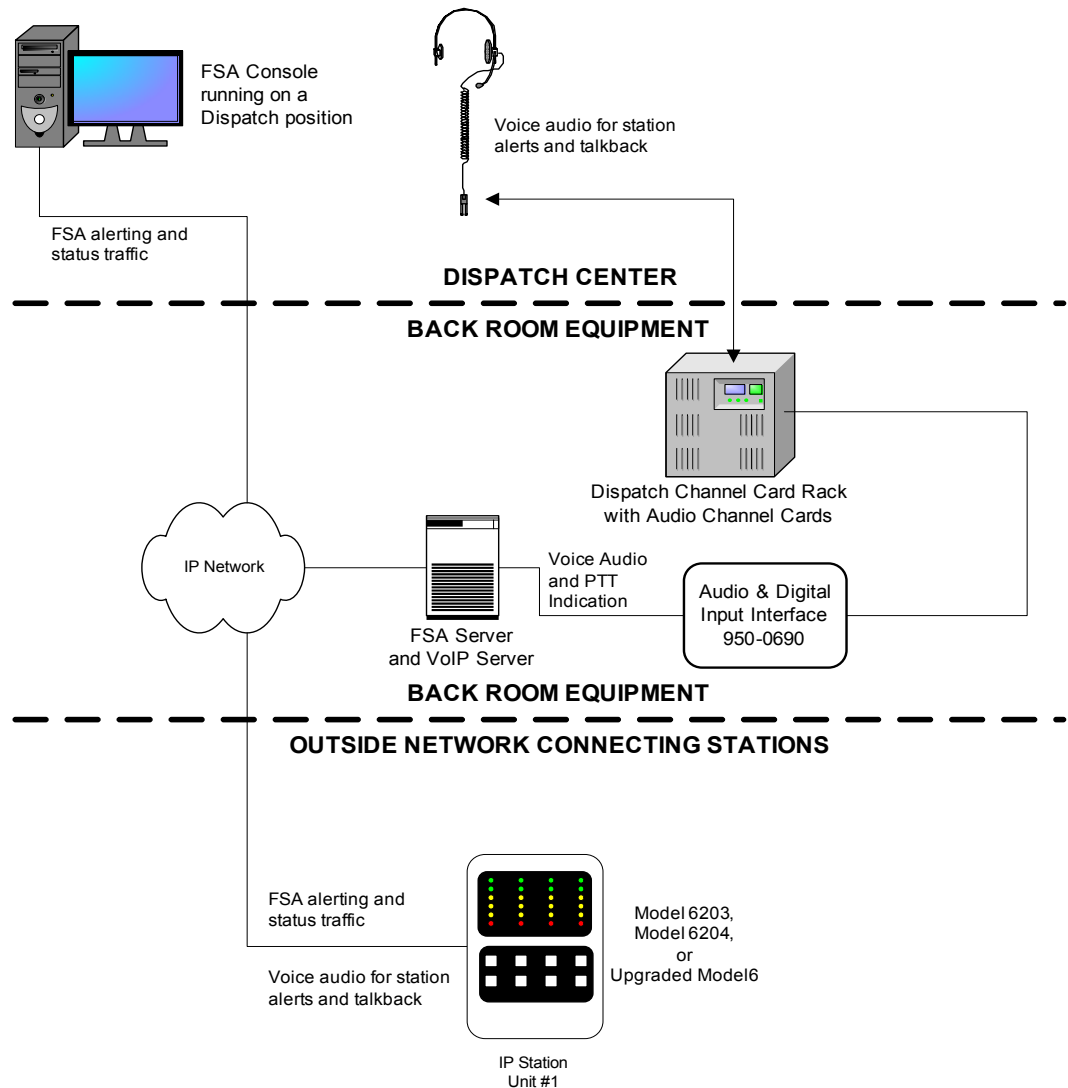 FSA Console
running on a
Dispatch position
Voice audio for station
alerts and talkback
FSA alerting and
status traffic
DISPATCH CENTER
BACK ROOM EQUIPMENT
Dispatch Channel Card Rack
with Audio Channel Cards
IP Network
Voice Audio
and PTT
Indication
Audio & Digital
Input Interface
950-0690
FSA Server
and VoIP Server
BACK ROOM EQUIPMENT
OUTSIDE NETWORK CONNECTING STATIONS
FSA alerting and
status traffic
Voice audio for station
alerts and talkback
Model 6203,
Model 6204,
or
Upgraded Model6
IP Station
Unit #1